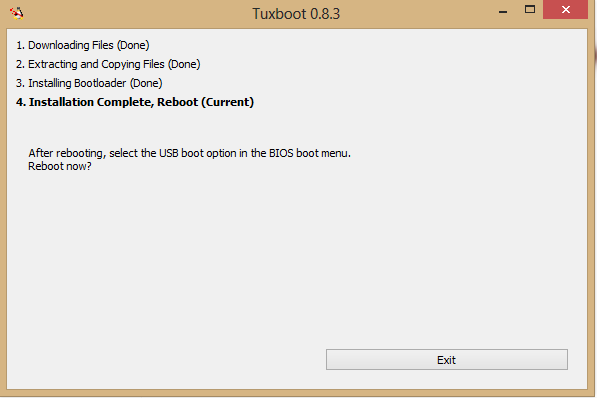 Tuxboot 0.8.3
1. Downloading Files (Done)
2. Extracting and Copying Files (Done)
3. Installing Bootloader (Done)
4. Installation Complete, Reboot (Current)
After rebooting, select the USB boot option in the BIOS boot menu.
Reboot now?
Exit